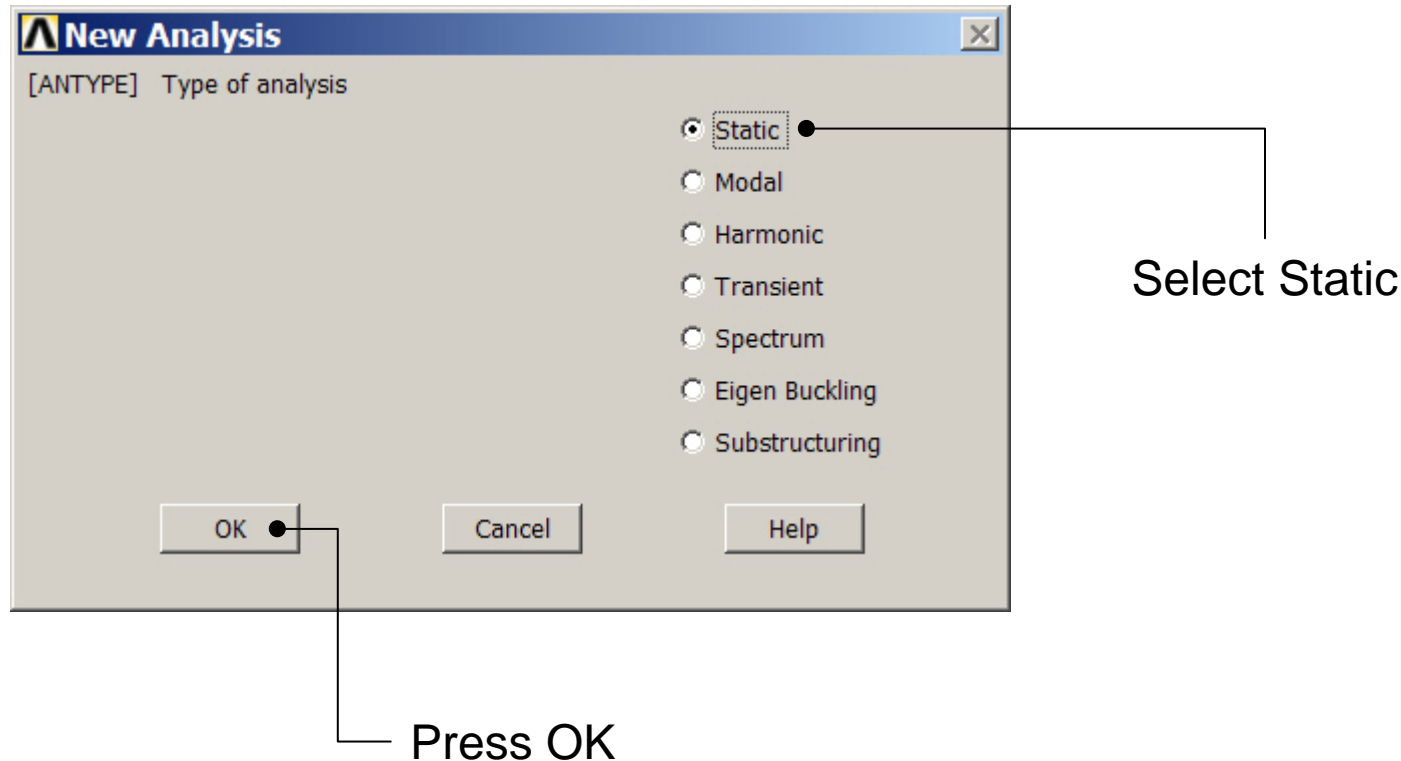 New Analysis
[ANTYPE] Type of analysis
Static
Modal
Harmonic
Transient
Spectrum
Eigen Buckling
Substructuring
Select Static
OK
Cancel
Help
Press OK